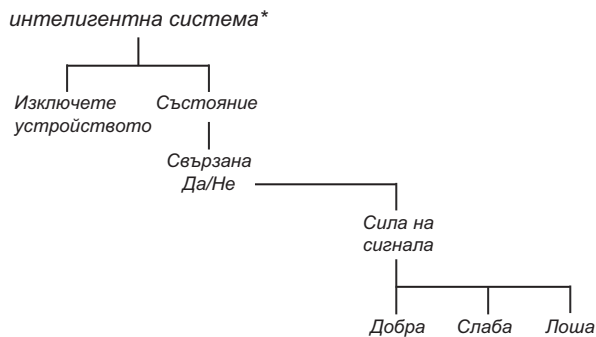 интелигентна система*
Изключете Състояние
устройството
Свързана
Да/Не
Сила на
сигнала
Добра Слаба Лоша